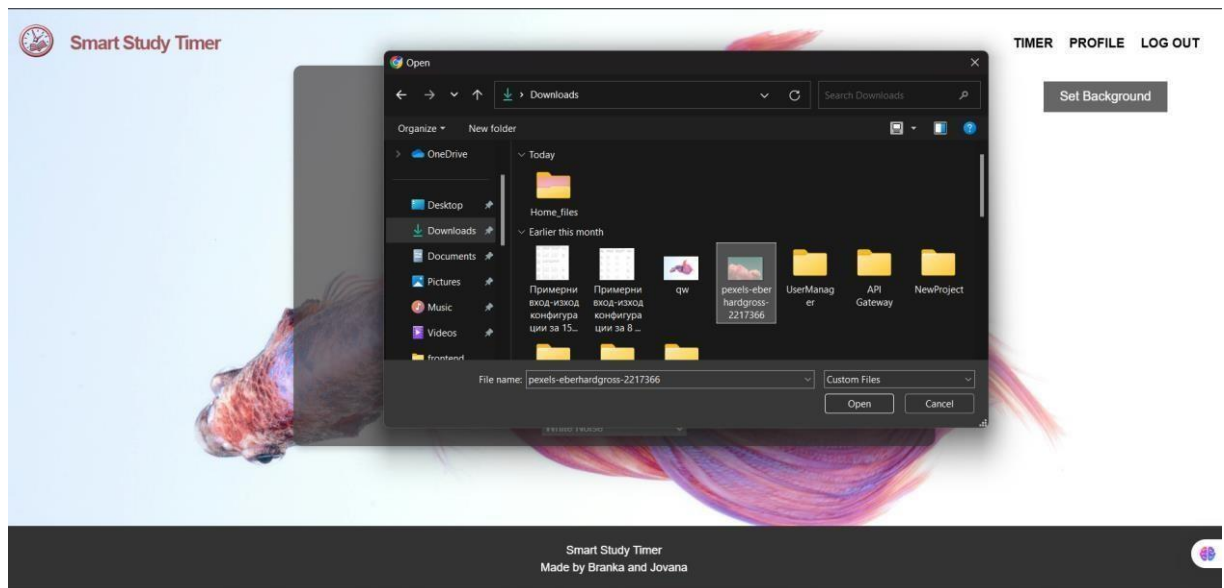 Smart Study Timer
TIMER PROFILE LOG OUT
Set Background
Open
Downloads
Search Downloads
Organize
New folder
OneDrive
Desktop
Downloads
Documents
Pictures
Music
Videos
frontend
Today
Home_files
Earlier this month
Примерни
вход-изход
конфигура
ции за 15...
Примерни
вход-изход
конфигура
ции за 8 ...
qw
pexels-eber
hardgross-
2217366
UserManag
er
API
Gateway
NewProject
File name: pexels-eberhardgross-2217366
Custom Files
Open
Cancel
White Noise
Smart Study Timer
Made by Branka and Jovana